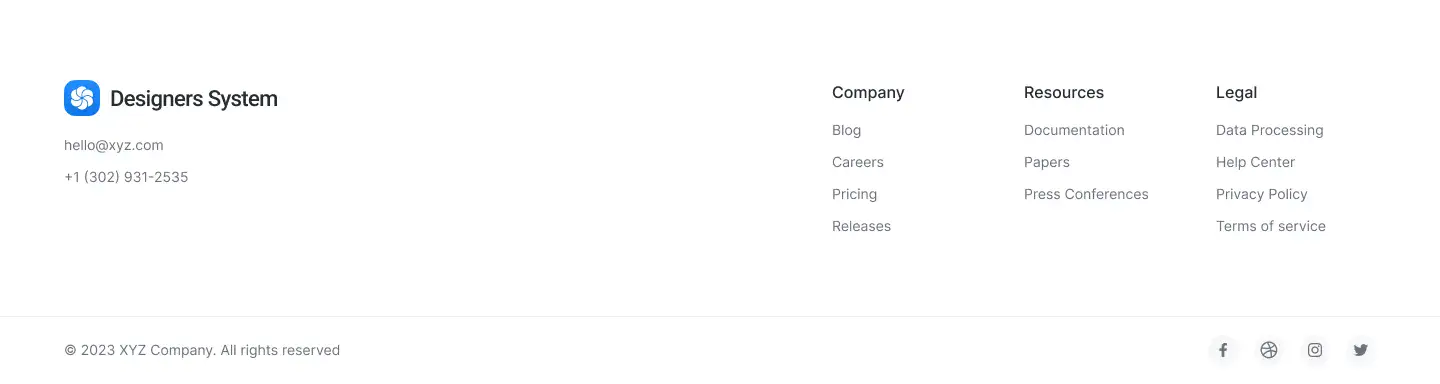 Designers System
hello@xyz.com
+1 (302) 931-2535
Company
Blog
Careers
Pricing
Releases
Resources
Documentation
Papers
Press Conferences
Legal
Data Processing
Help Center
Privacy Policy
Terms of service
© 2023 XYZ Company. All rights reserved